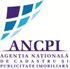 ANCPI
AGENȚIA NAȚIONALĂ
DE CADASTRU ȘI
PUBLICITATE IMOBILIARĂ